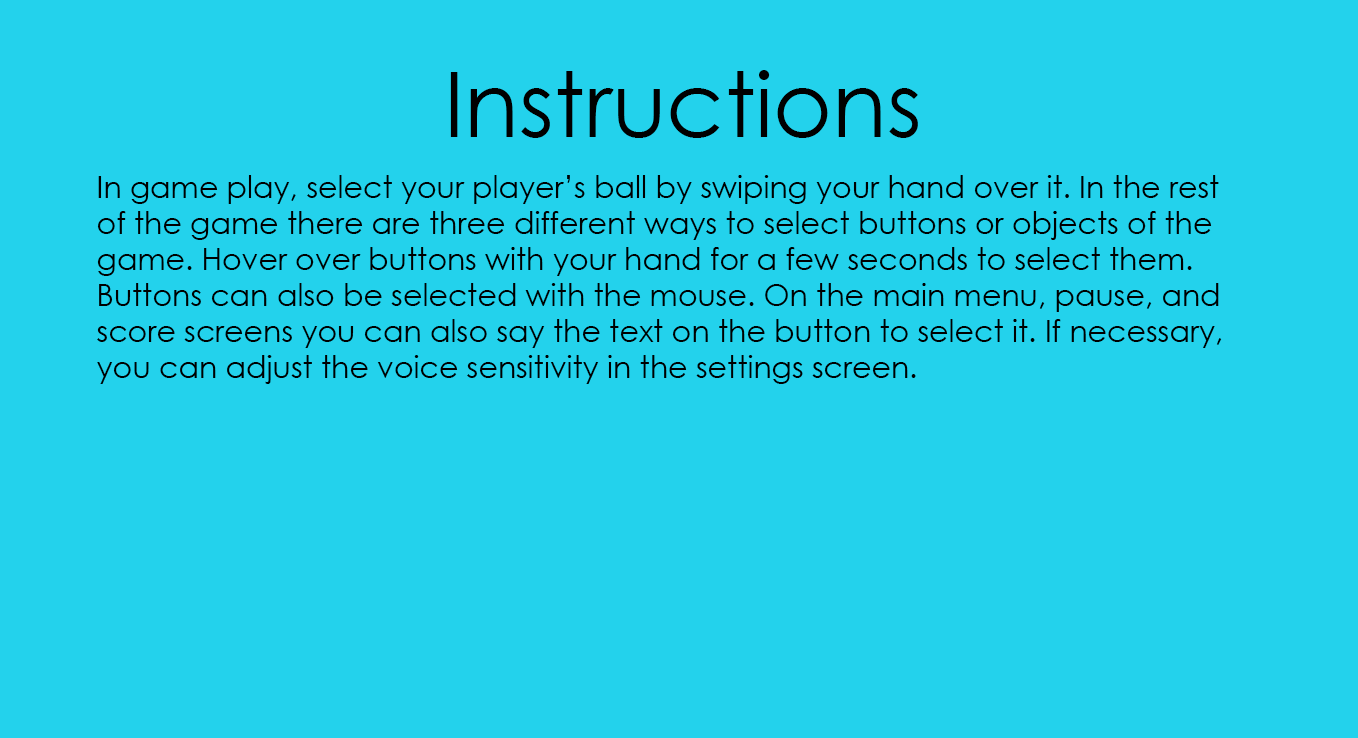 Instructions
In game play, select your player’s ball by swiping your hand over it. In the rest
of the game there are three different ways to select buttons or objects of the
game. Hover over buttons with your hand for a few seconds to select them.
Buttons can also be selected with the mouse. On the main menu, pause, and
score screens you can also say the text on the button to select it. If necessary,
you can adjust the voice sensitivity in the settings screen.